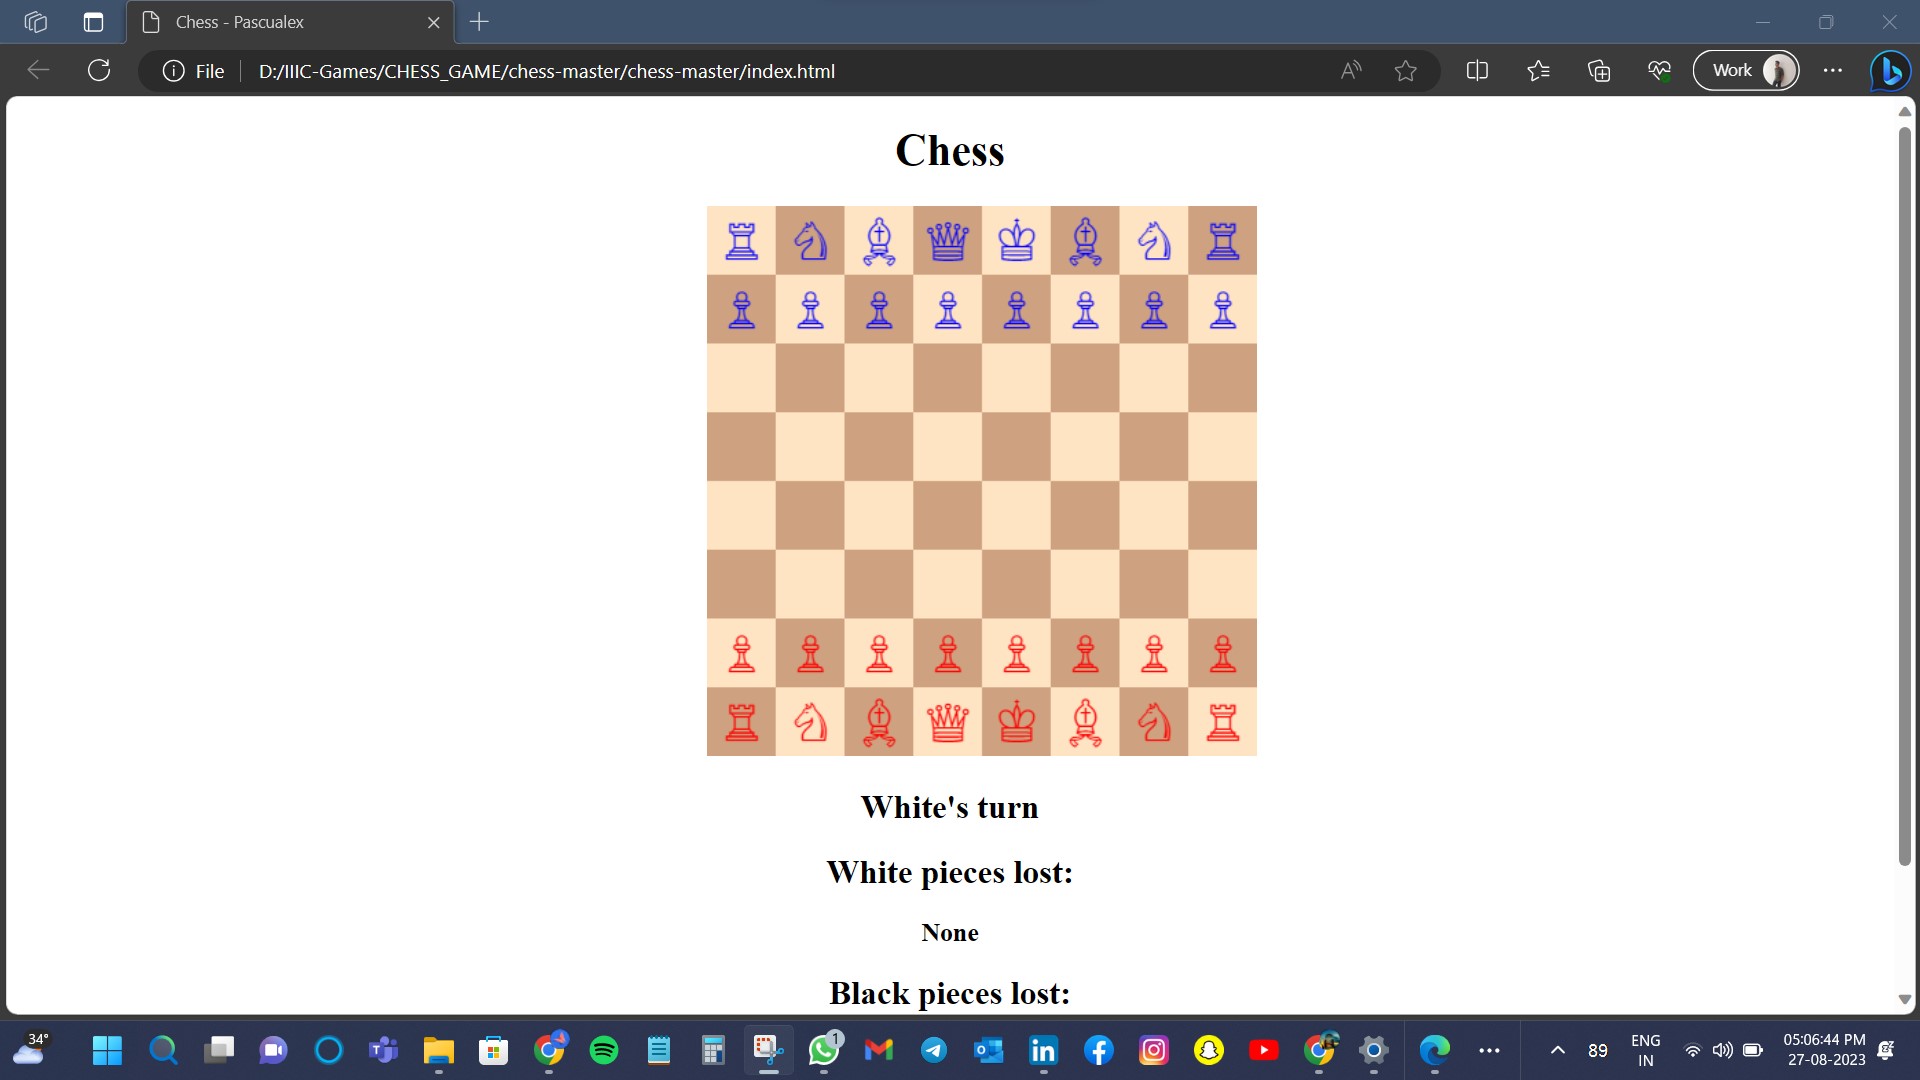 Chess - Pascualex
File
D:/IIIC-Games/CHESS_GAME/chess-master/chess-master/index.html
Work
Chess
White's turn
White pieces lost:
None
Black pieces lost:
34°
1
89
ENG
IN
05:06:44 PM
27-08-2023